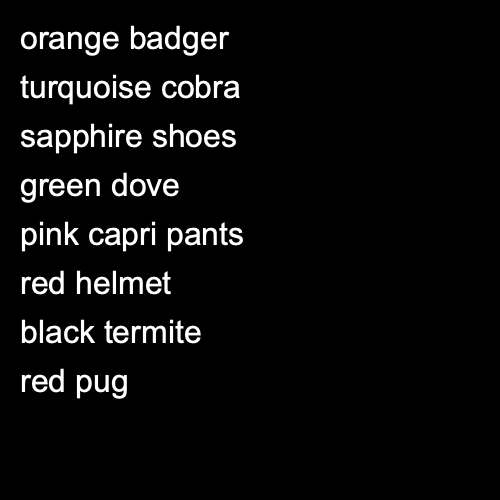 orange badger
turquoise cobra
sapphire shoes
green dove
pink capri pants
red helmet
black termite
red pug